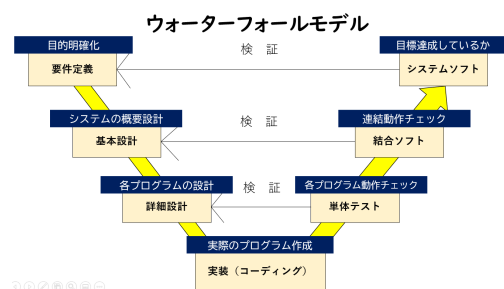 ウォーターフォールモデル
目的明確化
要件定義
検 証
目標達成しているか
システムソフト
システムの概要設計
基本設計
検 証
連結動作チェック
結合ソフト
各プログラムの設計
詳細設計
検 証
各プログラム動作チェック
単体テスト
実際のプログラム作成
実装（コーディング）